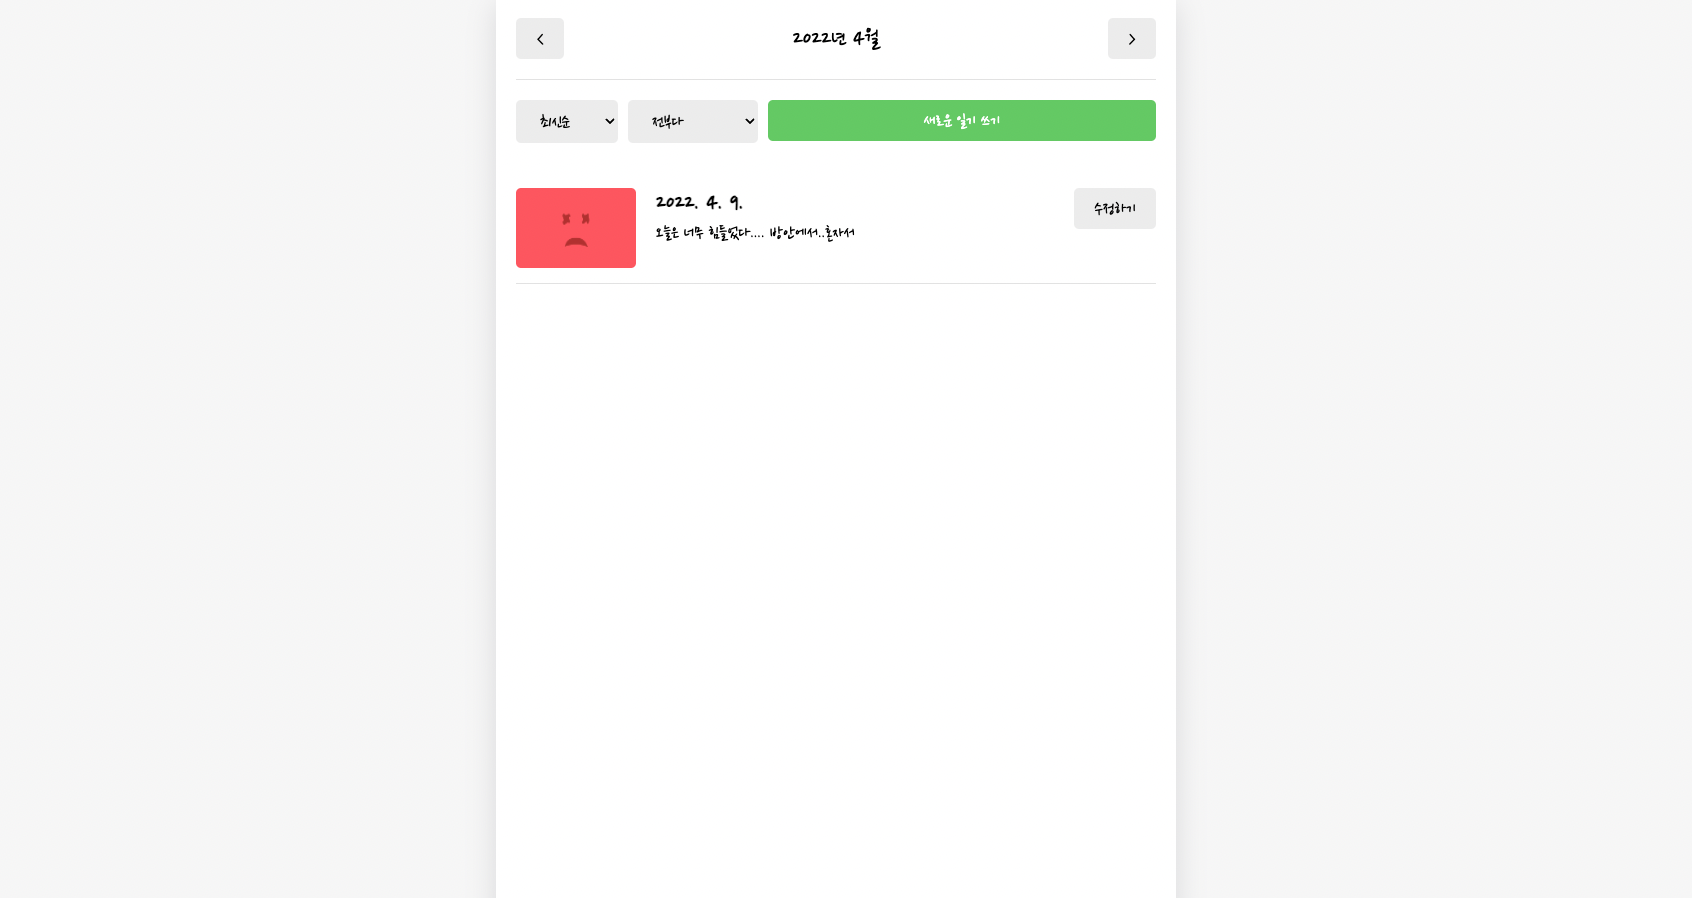 2022년 4월
최신순
전부다
새로운 일기 쓰기
2022. 4. 9.
수정하기
오늘은 너무 힘들었다.... 방안에서..혼자서